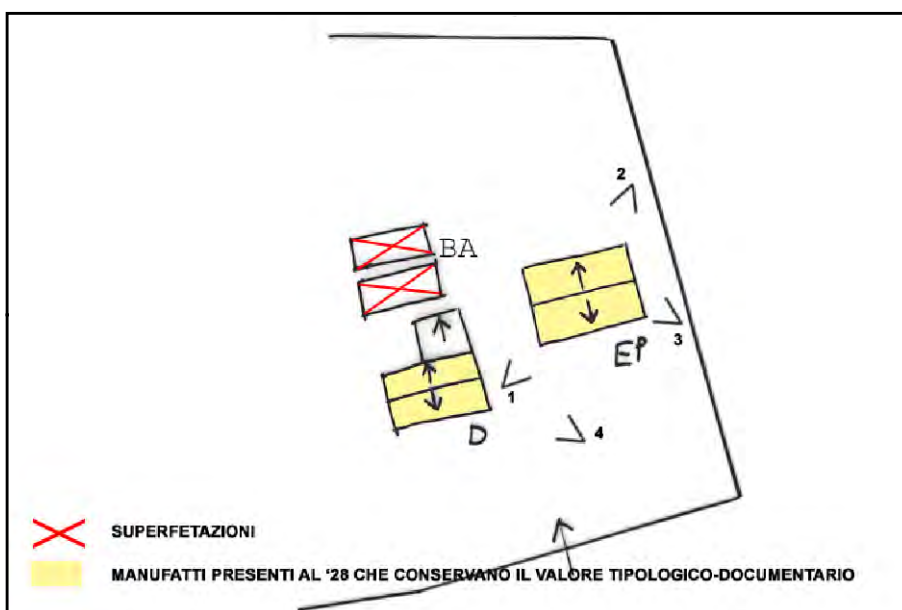 2
BA
3
EP
1
4
D
SUPERFETAZIONI
MANUFATTI PRESENTI AL '28 CHE CONSERVANO IL VALORE TIPOLOGICO-DOCUMENTARIO